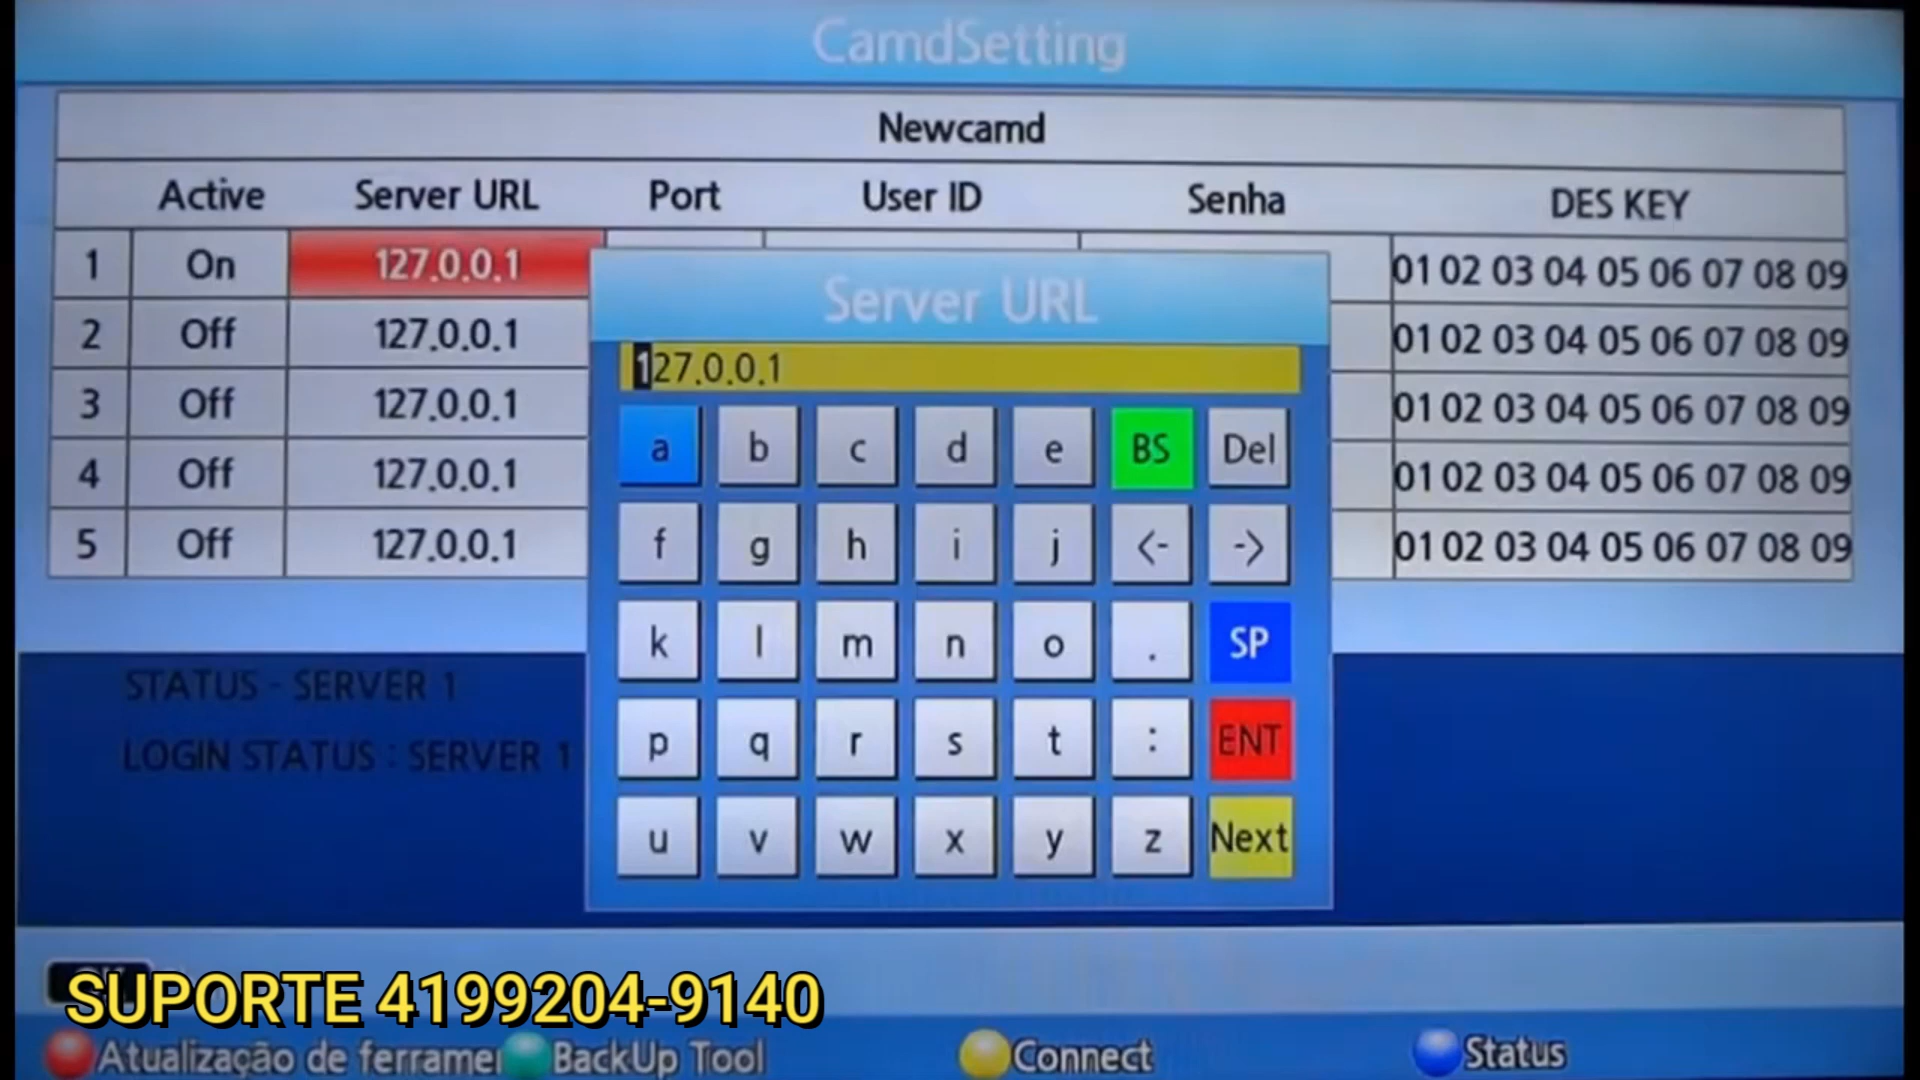 CamdSetting
Newcamd
Active Server URL Port User ID Senha DES KEY
1 On 127.0.0.1 01 02 03 04 05 06 07 08 09
2 Off 127.0.0.1 01 02 03 04 05 06 07 08 09
3 Off 127.0.0.1 01 02 03 04 05 06 07 08 09
4 Off 127.0.0.1 01 02 03 04 05 06 07 08 09
5 Off 127.0.0.1 01 02 03 04 05 06 07 08 09
Server URL
127.0.0.1
a b c d e BS Del
f g h i j <- ->
k l m n o . SP
p q r s t : ENT
u v w x y z Next
STATUS - SERVER 1
LOGIN STATUS : SERVER 1
SUPORTE 4199204-9140
Atualização de ferramer BackUp Tool Connect Status